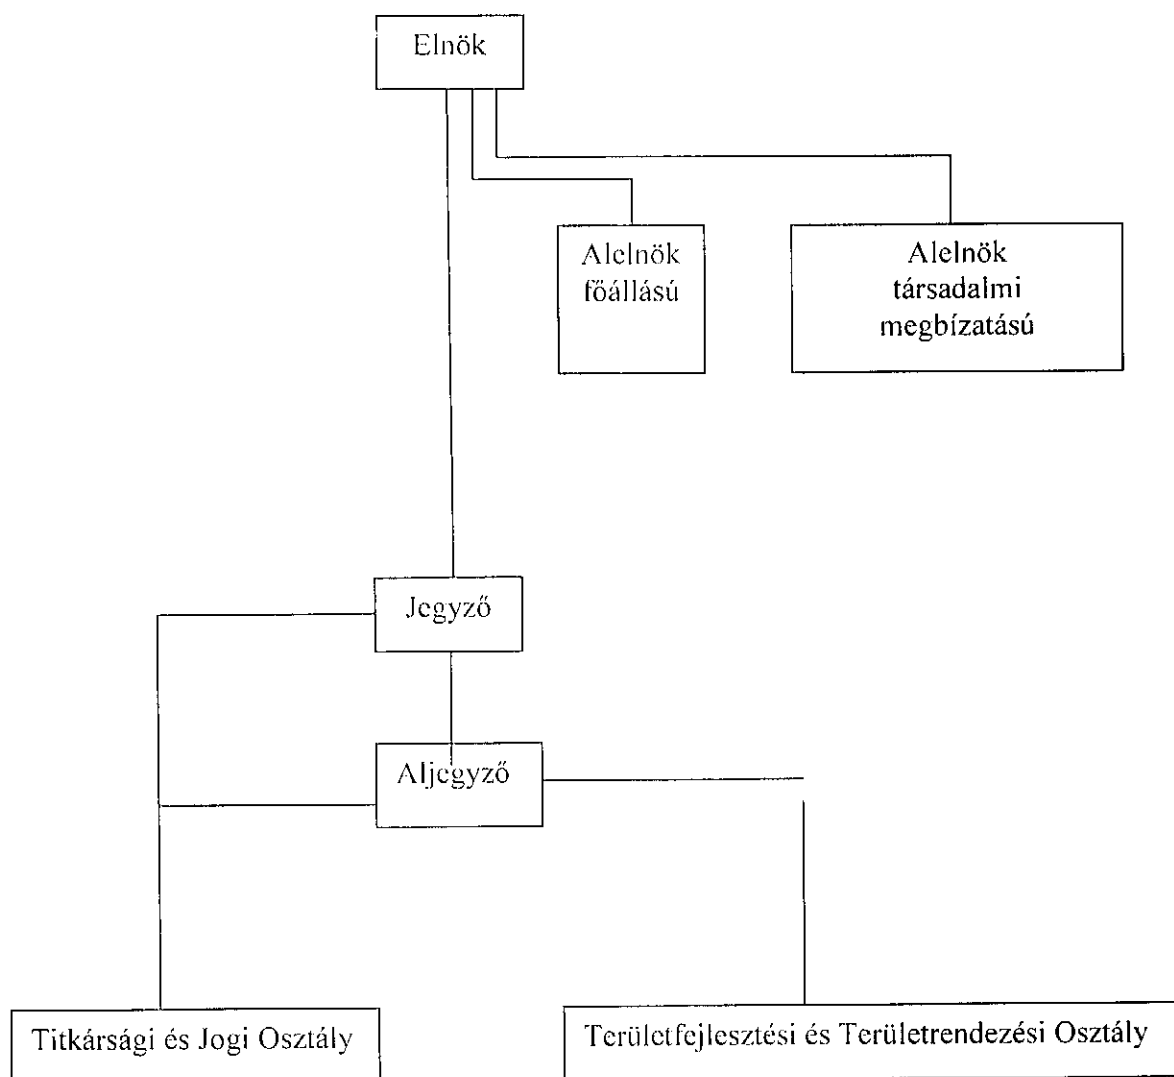 Elnök
Alelnök
főállású
Alelnök
társadalmi
megbízatású
Jegyző
Aljegyző
Titkársági és Jogi Osztály
Területfejlesztési és Területrendezési Osztály